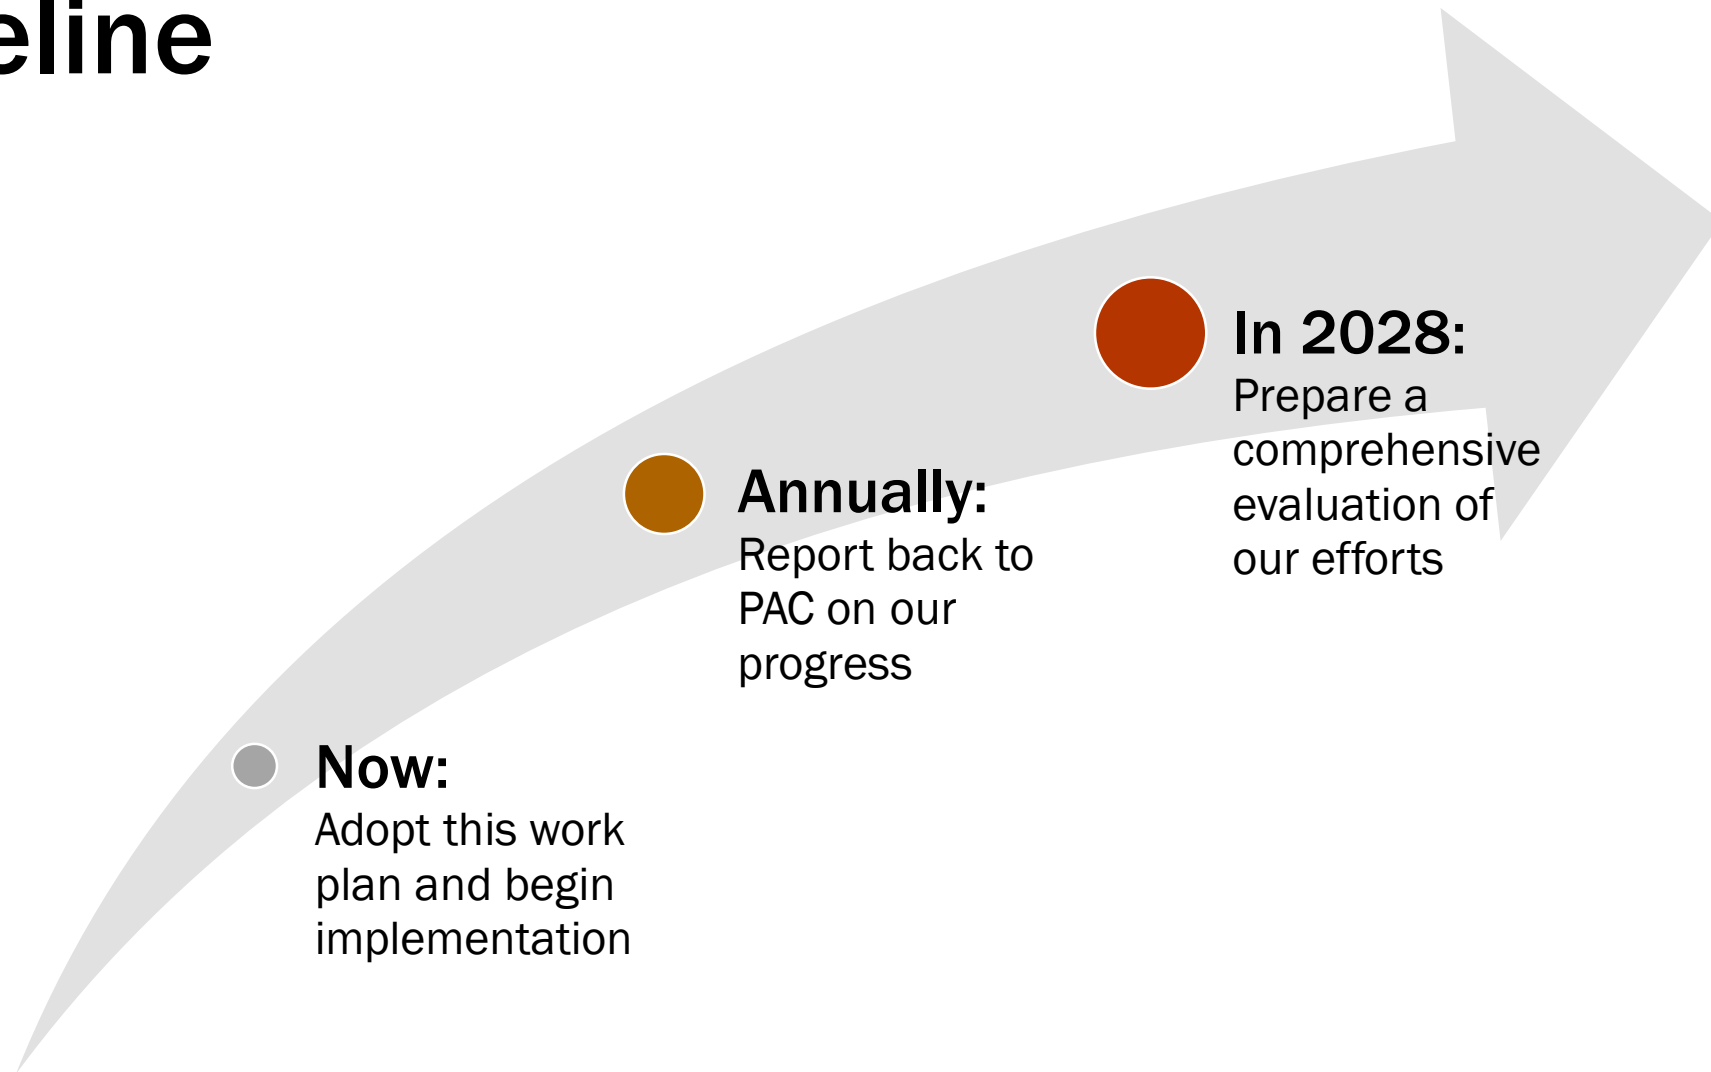 eline
In 2028:
Prepare a
comprehensive
evaluation of
our efforts
Annually:
Report back to
PAC on our
progress
Now:
Adopt this work
plan and begin
implementation